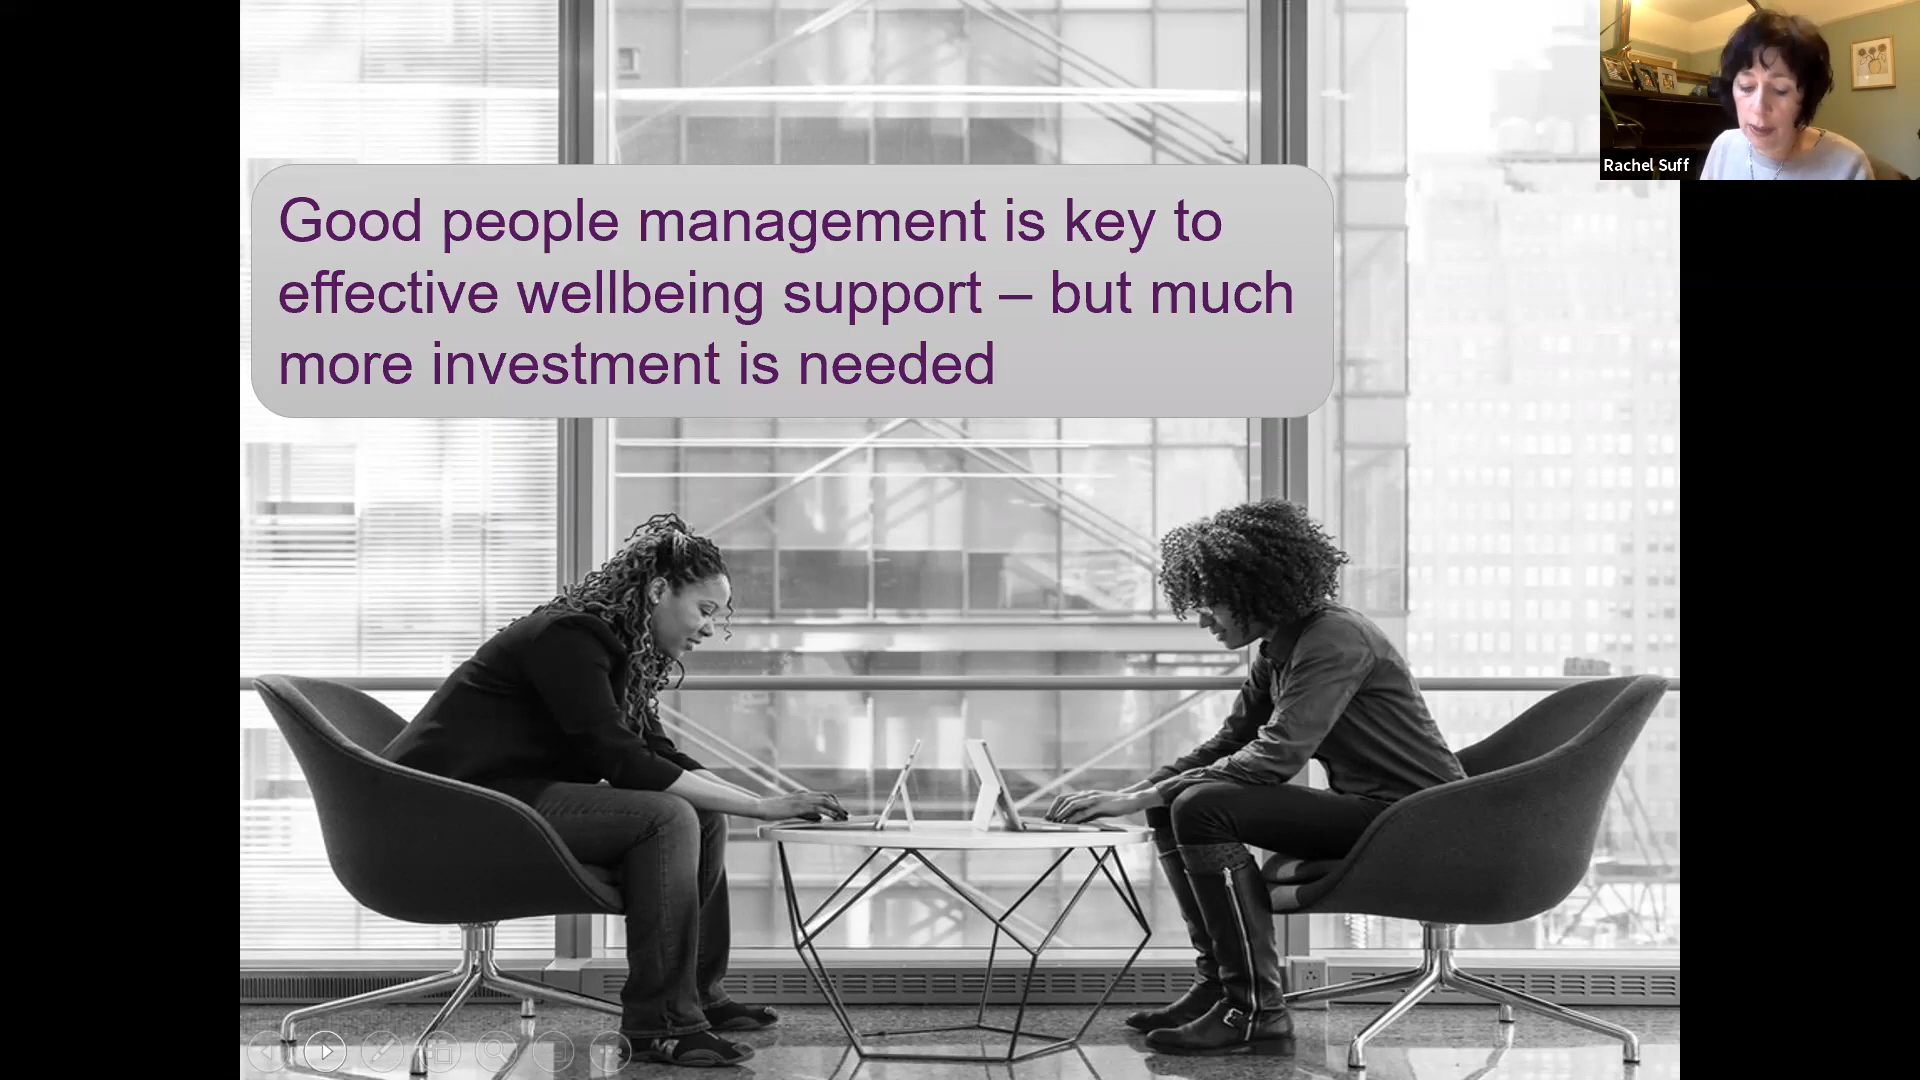 Good people management is key to
effective wellbeing support – but much
more investment is needed
Rachel Suff